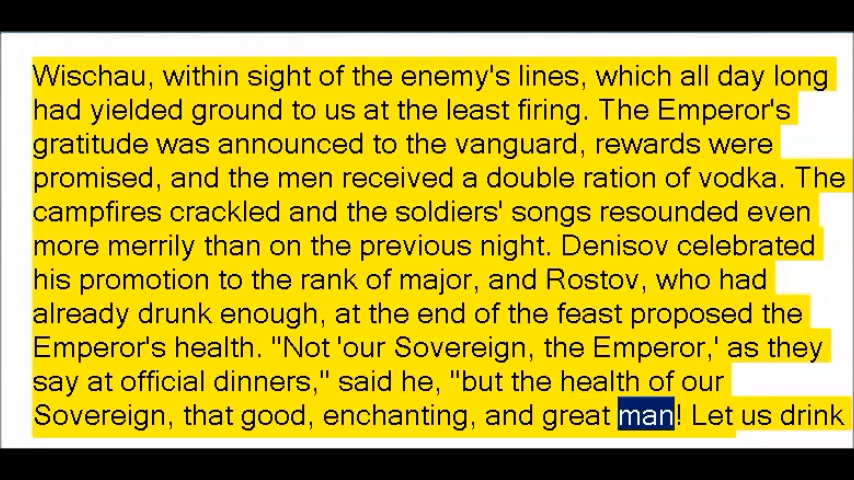 Wischau, within sight of the enemy's lines, which all day long
had yielded ground to us at the least firing. The Emperor's
gratitude was announced to the vanguard, rewards were
promised, and the men received a double ration of vodka. The
campfires crackled and the soldiers' songs resounded even
more merrily than on the previous night. Denisov celebrated
his promotion to the rank of major, and Rostov, who had
already drunk enough, at the end of the feast proposed the
Emperor's health. "Not 'our Sovereign, the Emperor,' as they
say at official dinners," said he, "but the health of our
Sovereign, that good, enchanting, and great man! Let us drink